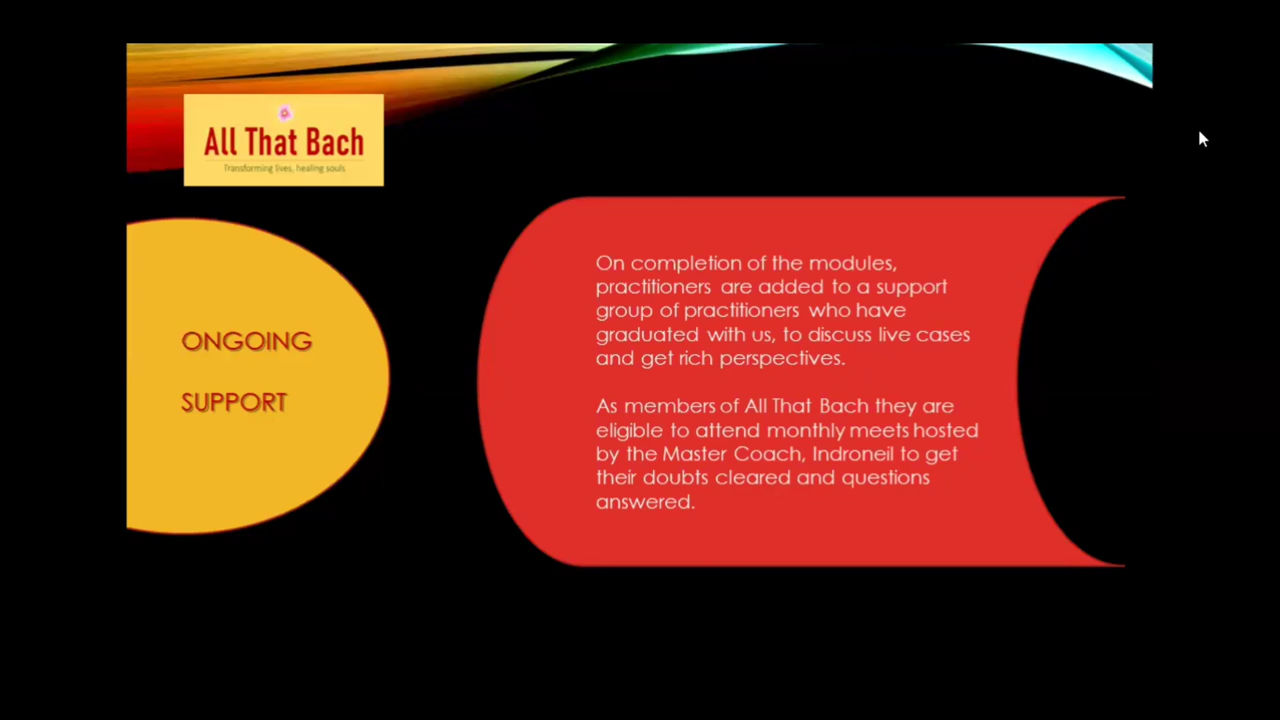 All That Bach
Transforming lives, healing souls
ONGOING
SUPPORT
On completion of the modules,
practitioners are added to a support
group of practitioners who have
graduated with us, to discuss live cases
and get rich perspectives.
As members of All That Bach they are
eligible to attend monthly meets hosted
by the Master Coach, Indroneil to get
their doubts cleared and questions
answered.